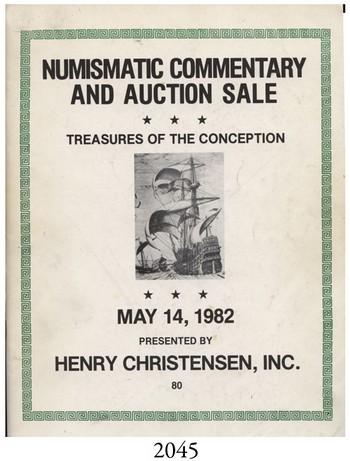 NUMISMATIC COMMENTARY
AND AUCTION SALE
★ ★ ★
TREASURES OF THE CONCEPTION
★ ★ ★
MAY 14, 1982
PRESENTED BY
HENRY CHRISTENSEN, INC.
80
2045